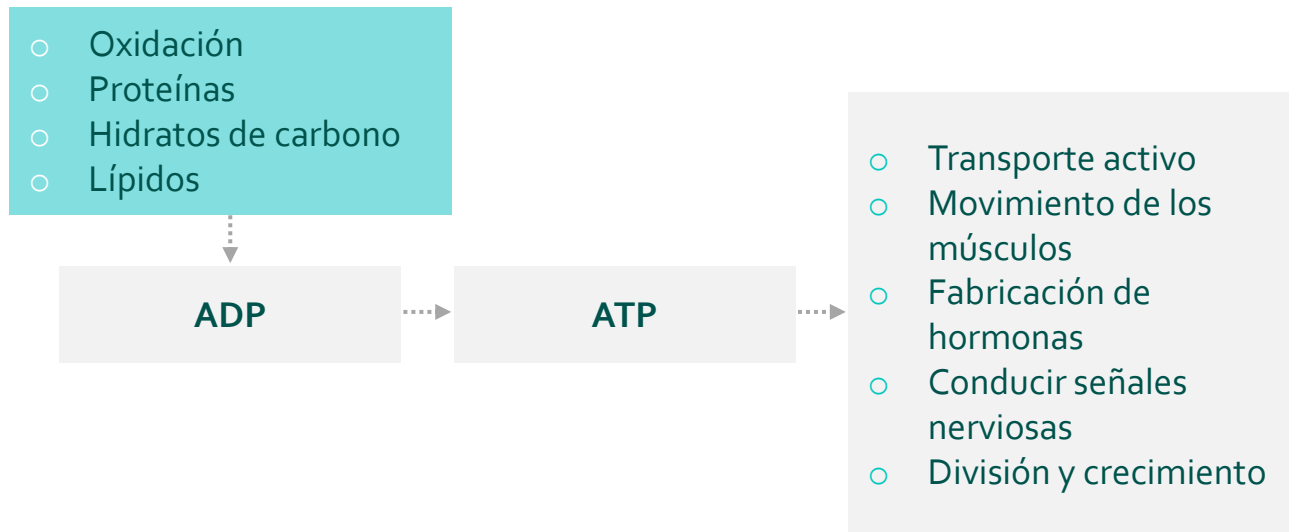 Oxidación
Proteínas
Hidratos de carbono
Lípidos
ADP
ATP
Transporte activo
Movimiento de los
músculos
Fabricación de
hormonas
Conducir señales
nerviosas
División y crecimiento